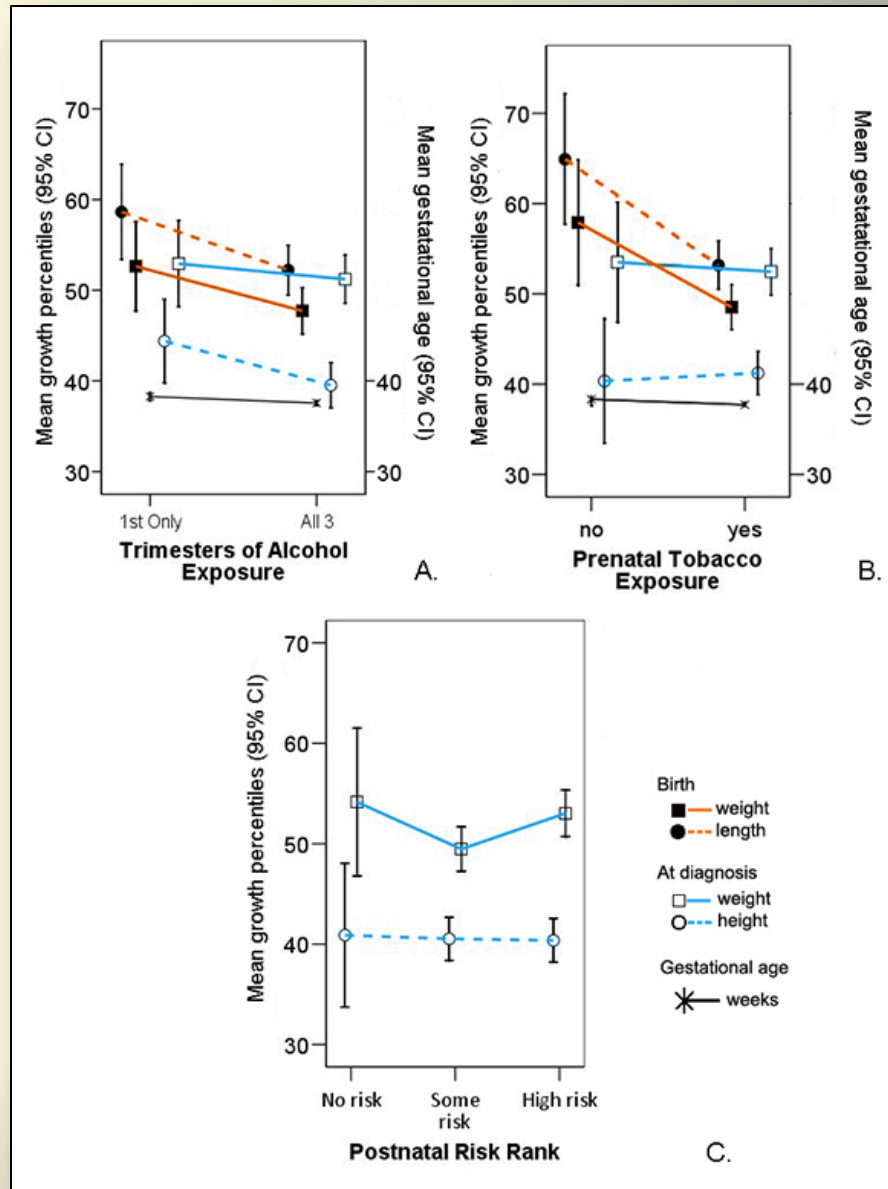 Mean growth percentiles (95% CI)
70
60
50
40
30
Mean gestatational age (95% CI)
40
30
1st Only
All 3
Trimesters of Alcohol
Exposure
A.
Mean growth percentiles (95% CI)
70
60
50
40
30
Mean gestatational age (95% CI)
40
30
no
yes
Prenatal Tobacco
Exposure
B.
Mean growth percentiles (95% CI)
70
60
50
40
30
No risk
Some
risk
High risk
Postnatal Risk Rank
C.
Birth
weight
length
At diagnosis
weight
height
Gestational age
weeks